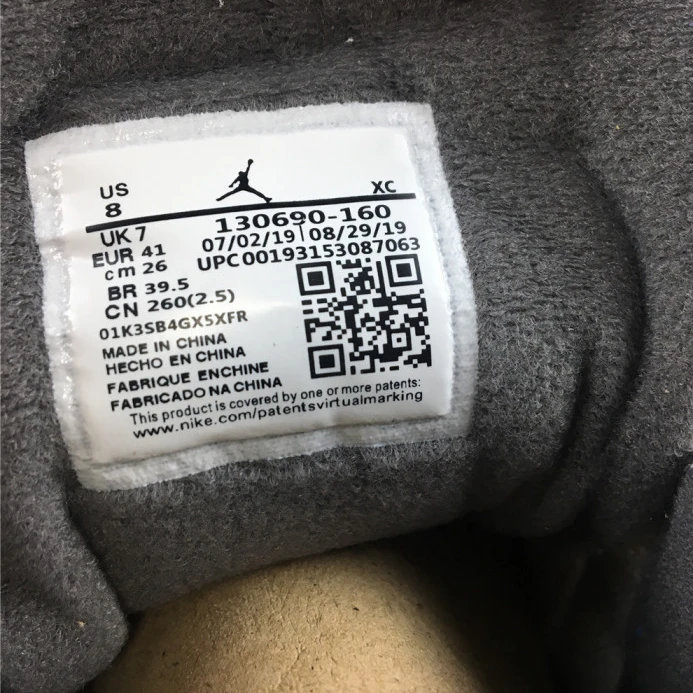 US
8
XC
UK 7
EUR 41
cm 26
BR 39.5
CN 260(2.5)
130690-160
07/02/19 | 08/29/19
UPC00193153087063
01K3SB4GX5XFR
MADE IN CHINA
HECHO EN CHINA
FABRIQUE ENCHINE
FABRICADO NA CHINA
This product is covered by one or more patents:
www.nike.com/patentsvirtualmarking